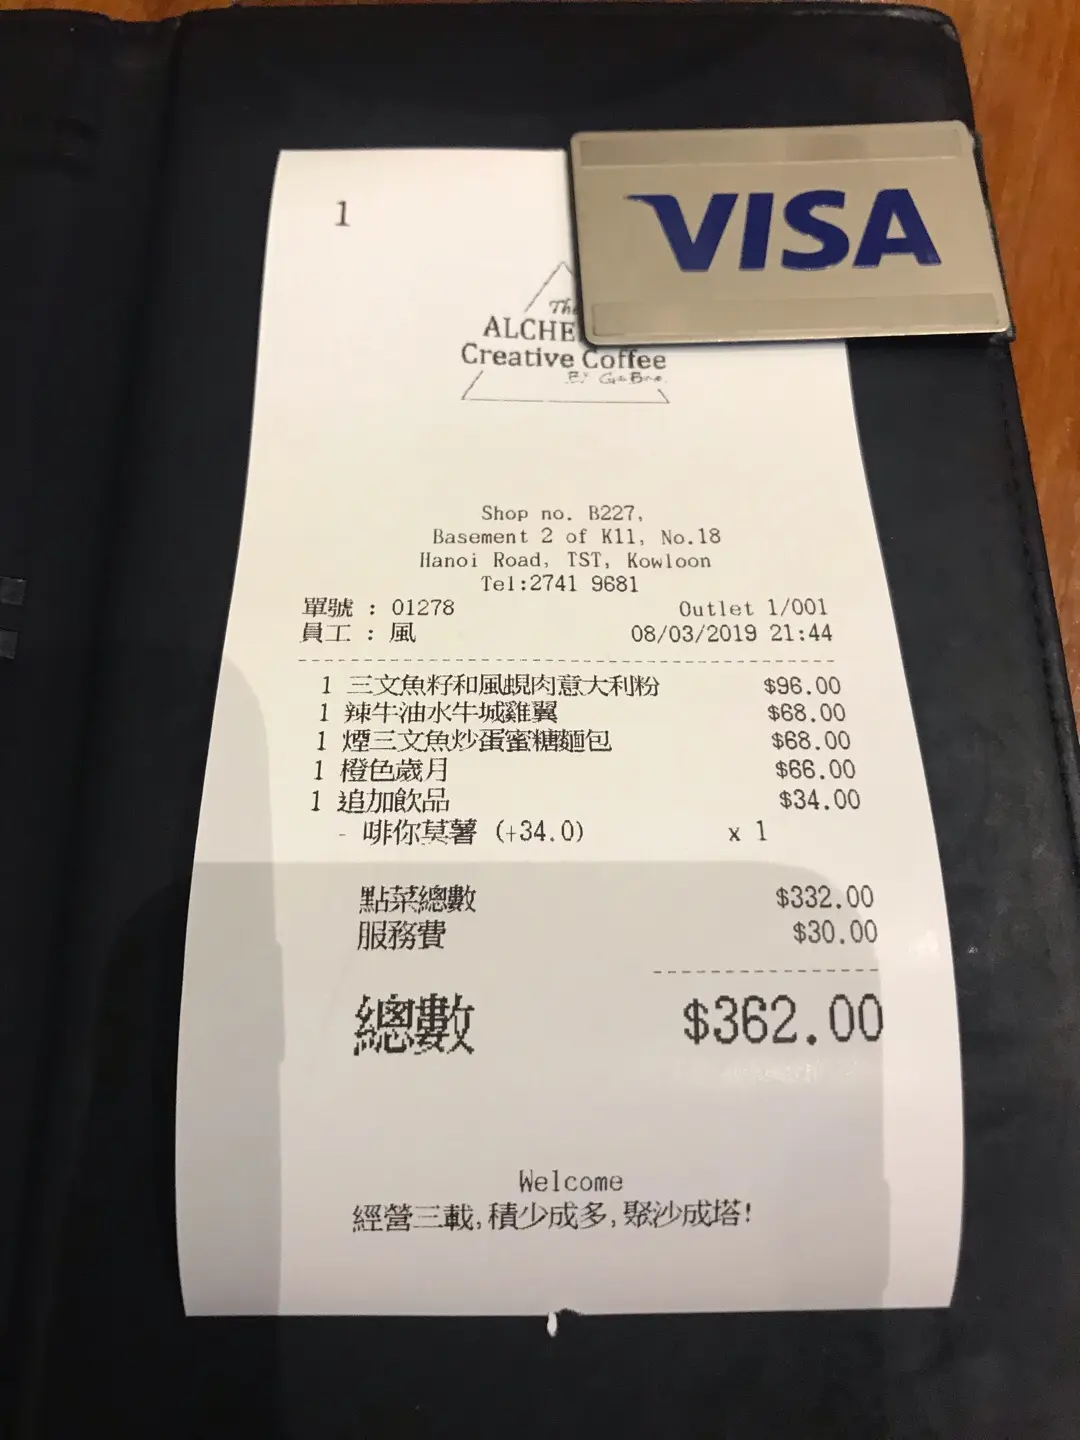 1
VISA
The
ALCHE
Creative Coffee
Shop no. B227,
Basement 2 of K11, No.18
Hanoi Road, TST, Kowloon
Tel:2741 9681
單號 : 01278 Outlet 1/001
員工 : 風 08/03/2019 21:44
1 三文魚籽和風蜆肉意大利粉 $96.00
1 辣牛油水牛城雞翼 $68.00
1 煙三文魚炒蛋蜜糖麵包 $68.00
1 橙色歲月 $66.00
1 追加飲品 $34.00
- 啡你莫薯 (+34.0) x 1
點菜總數 $332.00
服務費 $30.00
總數 $362.00
Welcome
經營三載,積少成多,聚沙成塔!